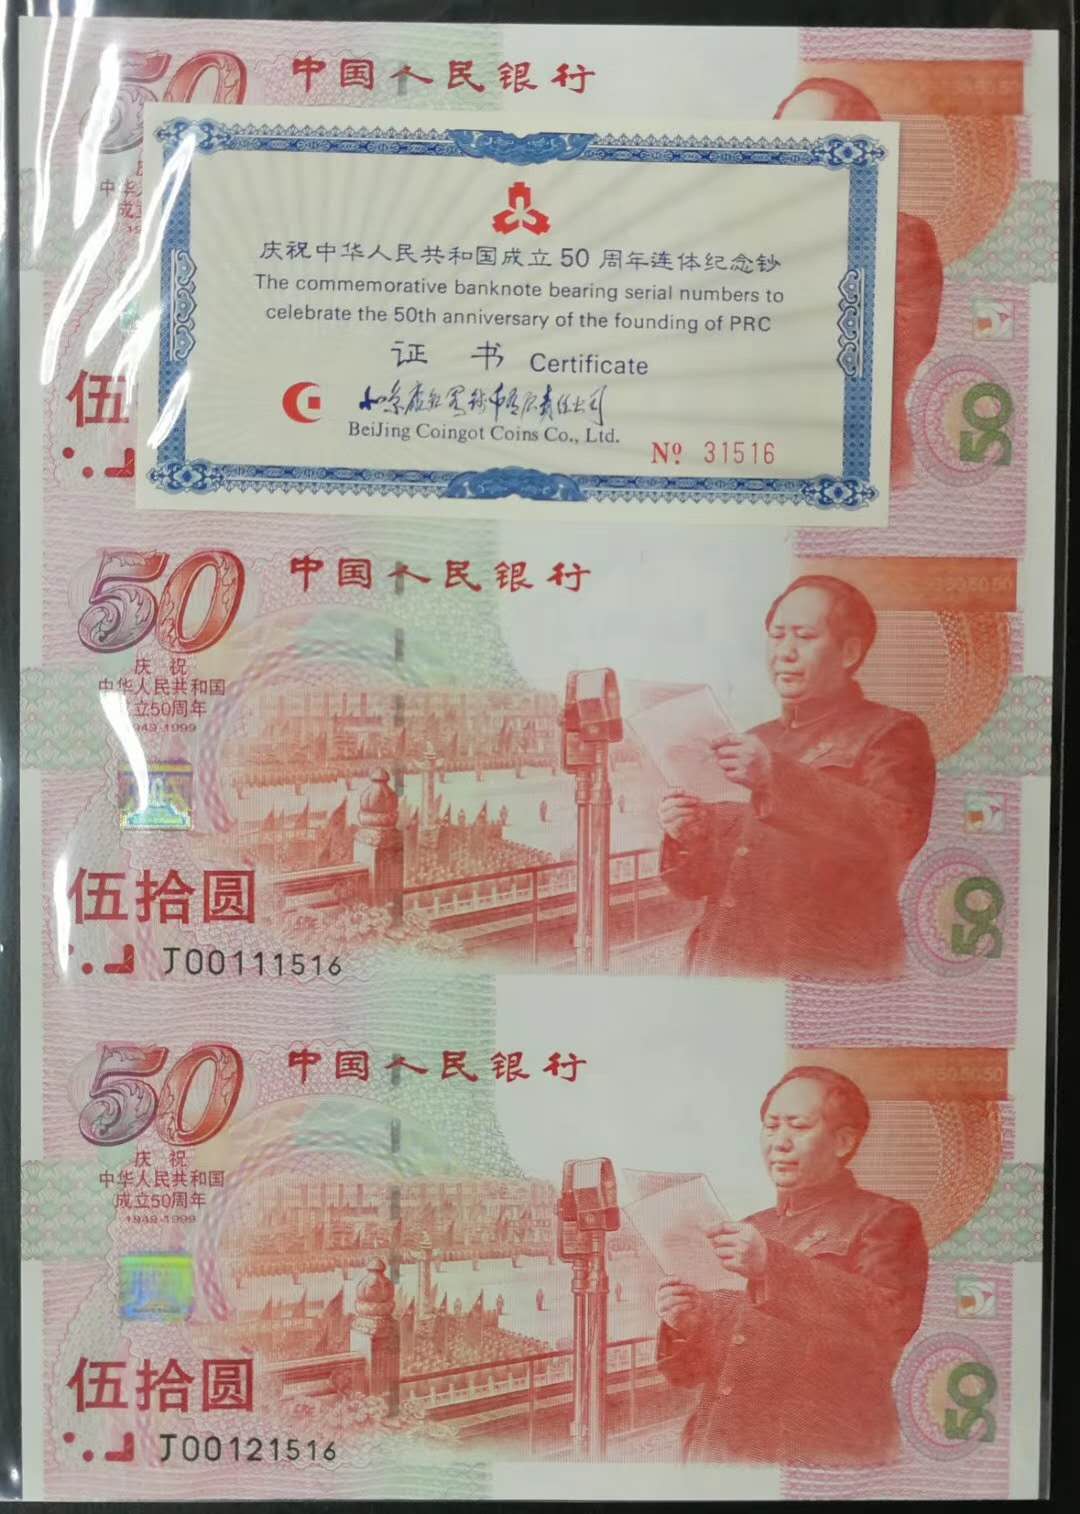 50
中国人民银行
庆祝中华人民共和国成立50周年连体纪念钞
The commemorative banknote bearing serial numbers to
celebrate the 50th anniversary of the founding of PRC
证 书 Certificate
BeiJing Coingot Coins Co., Ltd.
Nº 31516
伍
50
50
中国人民银行
庆 祝
中华人民共和国
立50周年
1949-1999
伍拾圆
50
J00111516
50
中国人民银行
50 50 50
庆 祝
中华人民共和国
成立50周年
1949-1999
伍拾圆
50
J00121516